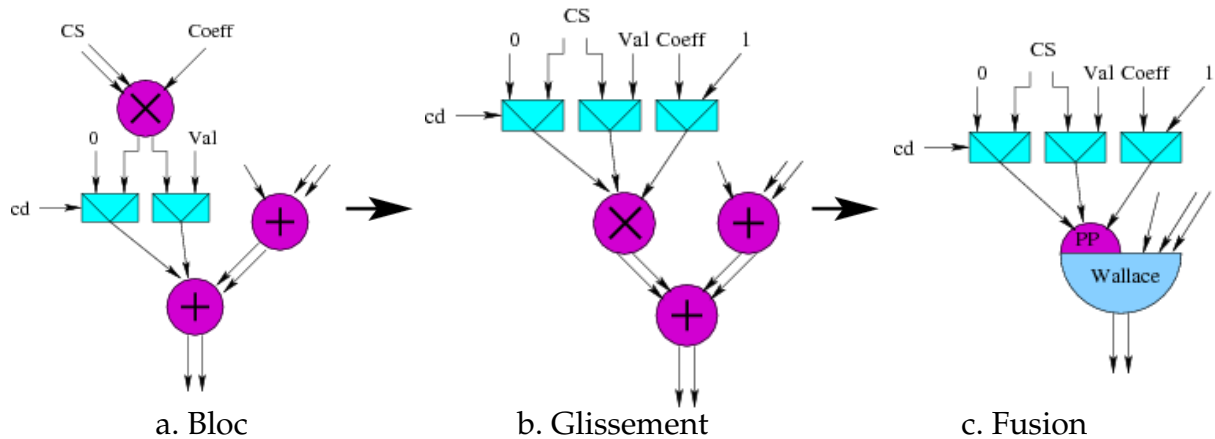 CS
Coeff
×
0
Val
cd
+
+
a. Bloc
CS
0
Val Coeff
1
cd
×
+
+
b. Glissement
CS
0
Val Coeff
1
cd
PP
Wallace
c. Fusion